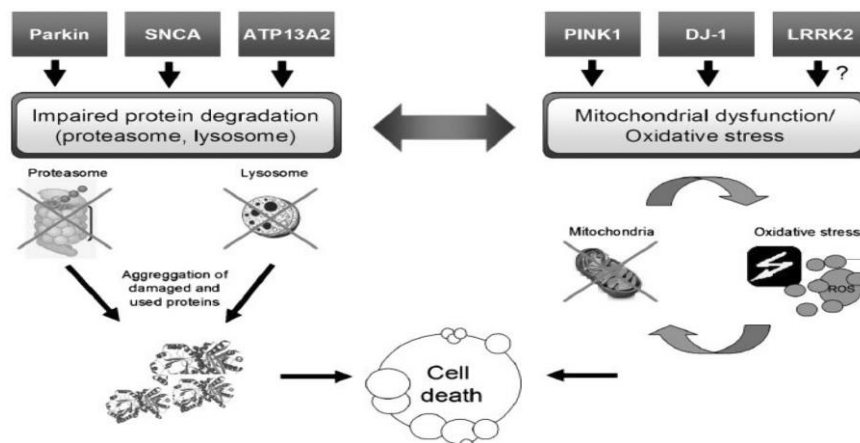 Parkin
SNCA
ATP13A2
PINK1
DJ-1
LRRK2
?
Impaired protein degradation
(proteasome, lysosome)
Mitochondrial dysfunction/
Oxidative stress
Proteasome
Lysosome
Mitochondria
Oxidative stress
ROS
Aggreggation of
damaged and
used proteins
Cell
death